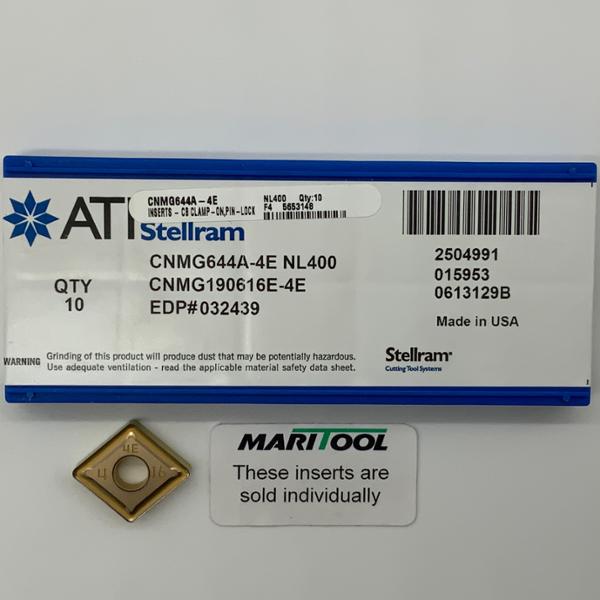 CNMG644A-4E
INSERTS - CB CLAMP-ON,PIN-LOCK
NL400 Qty:10
F4 5653148
ATI
Stellram
CNMG644A-4E NL400
CNMG190616E-4E
EDP#032439
QTY
10
2504991
015953
0613129B
Made in USA
WARNING Grinding of this product will produce dust that may be potentially hazardous.
Use adequate ventilation - read the applicable material safety data sheet.
Stellram®
Cutting Tool Systems
4E
4 16
MARITOOL
These inserts are
sold individually